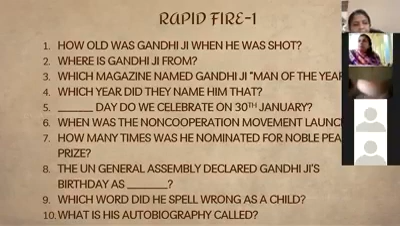 RAPID FIRE-1
1. HOW OLD WAS GANDHI JI WHEN HE WAS SHOT?
2. WHERE IS GANDHI JI FROM?
3. WHICH MAGAZINE NAMED GANDHI JI "MAN OF THE YEAR
4. WHICH YEAR DID THEY NAME HIM THAT?
5. ______ DAY DO WE CELEBRATE ON 30TH JANUARY?
6. WHEN WAS THE NONCOOPERATION MOVEMENT LAUNC
7. HOW MANY TIMES WAS HE NOMINATED FOR NOBLE PEA
PRIZE?
8. THE UN GENERAL ASSEMBLY DECLARED GANDHI JI'S
BIRTHDAY AS _______?
9. WHICH WORD DID HE SPELL WRONG AS A CHILD?
10. WHAT IS HIS AUTOBIOGRAPHY CALLED?